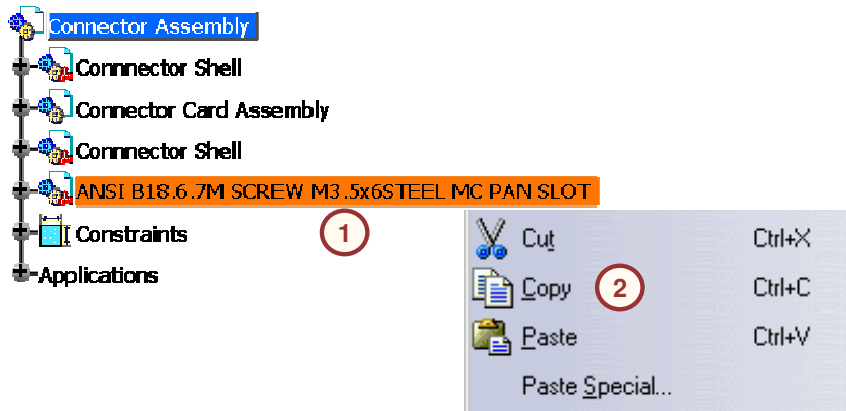 Connector Assembly
Connnector Shell
Connector Card Assembly
Connnector Shell
ANSI B18.6.7M SCREW M3.5x6STEEL MC PAN SLOT
Constraints
1
Applications
Cut Ctrl+X
Copy 2 Ctrl+C
Paste Ctrl+V
Paste Special...